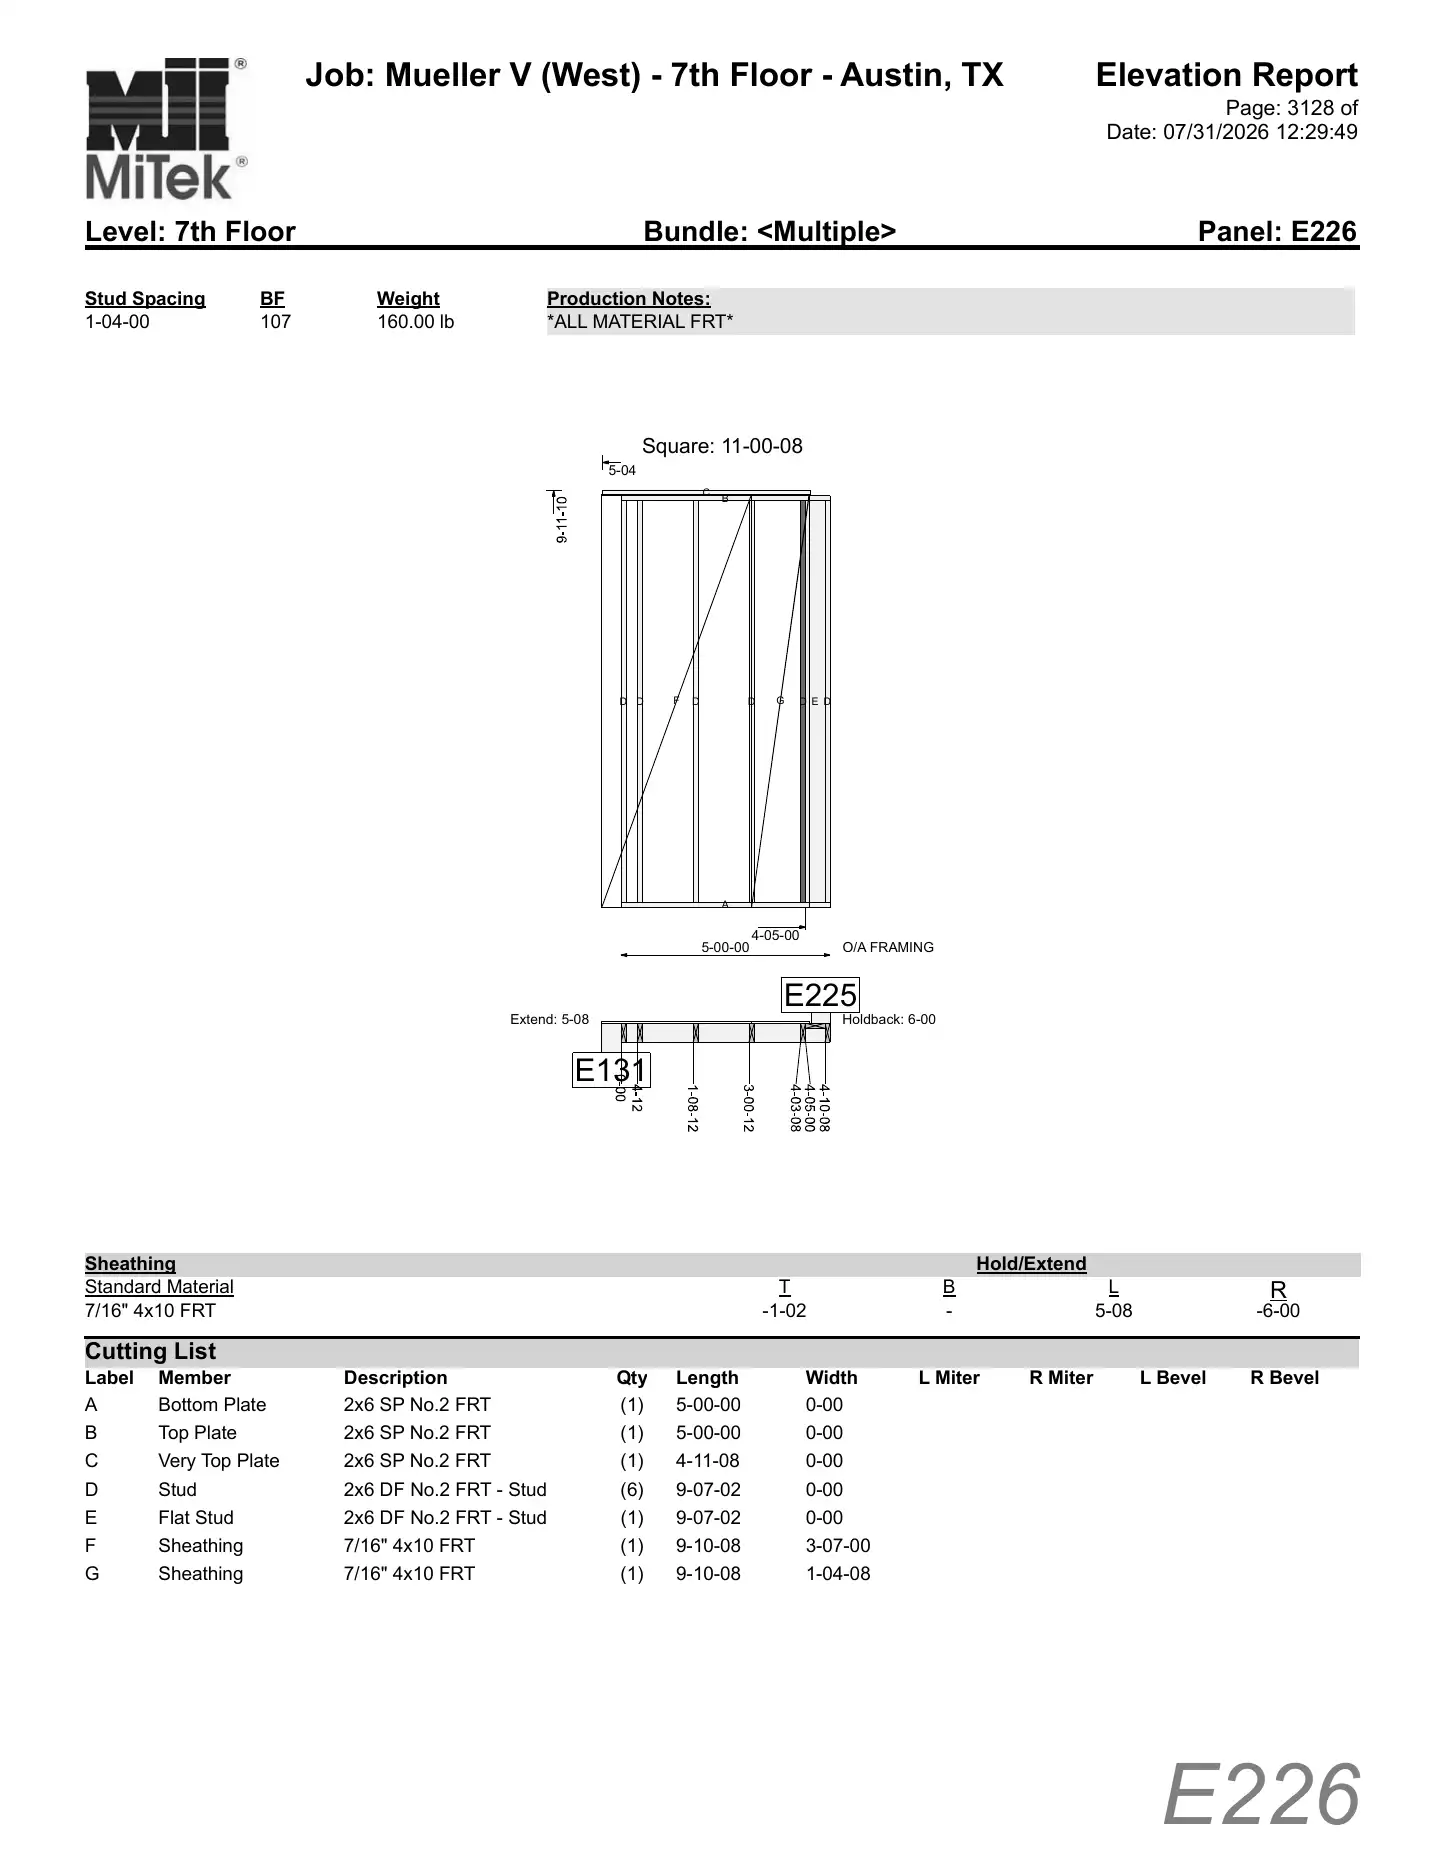 Job: Mueller V (West) - 7th Floor - Austin, TX
Elevation Report
Page: 3128 of
Date: 07/31/2026 12:29:49
MiTek®
Level: 7th Floor Bundle: <Multiple> Panel: E226
Stud Spacing BF Weight Production Notes:
1-04-00 107 160.00 lb *ALL MATERIAL FRT*
Square: 11-00-08
5-04
9-11-10
C
B
D D F D D G D E D
A
4-05-00
5-00-00 O/A FRAMING
E225
Extend: 5-08 Holdback: 6-00
E131
4-12
1-08-12
3-00-12
4-03-08
4-05-00
4-10-08
Sheathing Hold/Extend
Standard Material T B L R
7/16" 4x10 FRT -1-02 - 5-08 -6-00
Cutting List
Label Member Description Qty Length Width L Miter R Miter L Bevel R Bevel
A Bottom Plate 2x6 SP No.2 FRT (1) 5-00-00 0-00
B Top Plate 2x6 SP No.2 FRT (1) 5-00-00 0-00
C Very Top Plate 2x6 SP No.2 FRT (1) 4-11-08 0-00
D Stud 2x6 DF No.2 FRT - Stud (6) 9-07-02 0-00
E Flat Stud 2x6 DF No.2 FRT - Stud (1) 9-07-02 0-00
F Sheathing 7/16" 4x10 FRT (1) 9-10-08 3-07-00
G Sheathing 7/16" 4x10 FRT (1) 9-10-08 1-04-08
E226